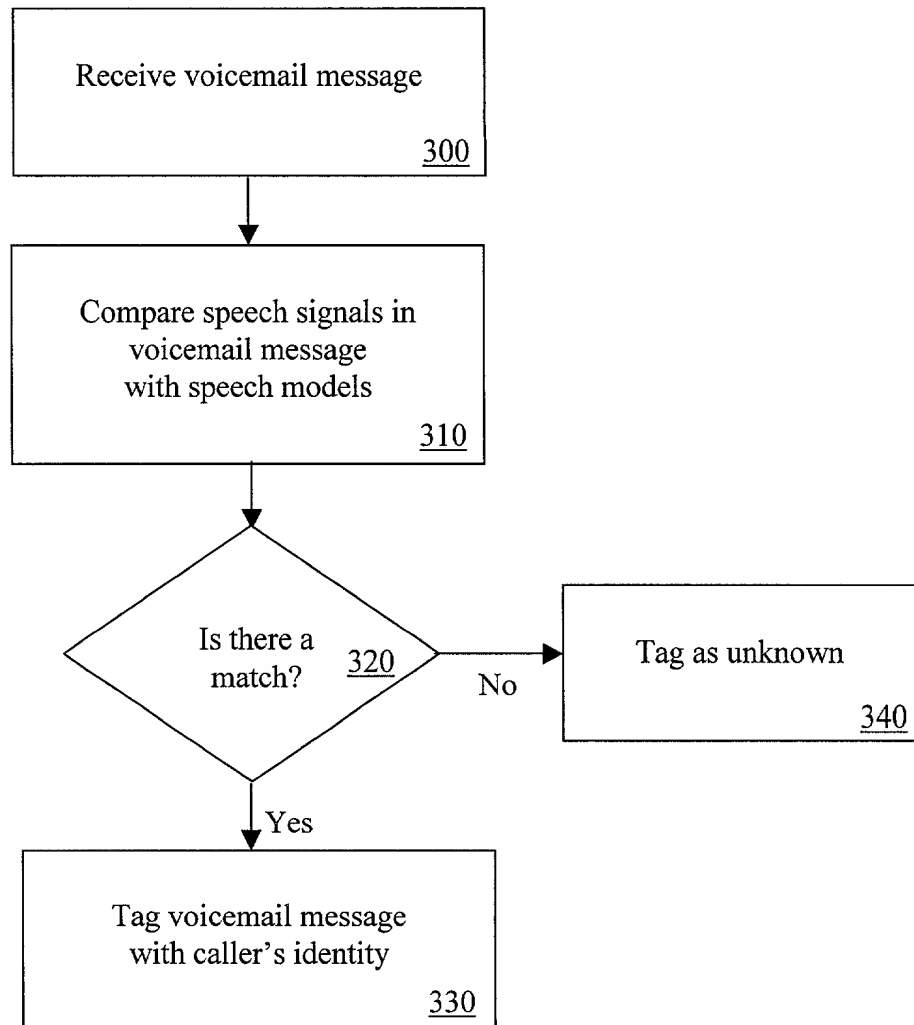 Receive voicemail message
300
Compare speech signals in
voicemail message
with speech models
310
Is there a
match?
320
No
Tag as unknown
340
Yes
Tag voicemail message
with caller's identity
330